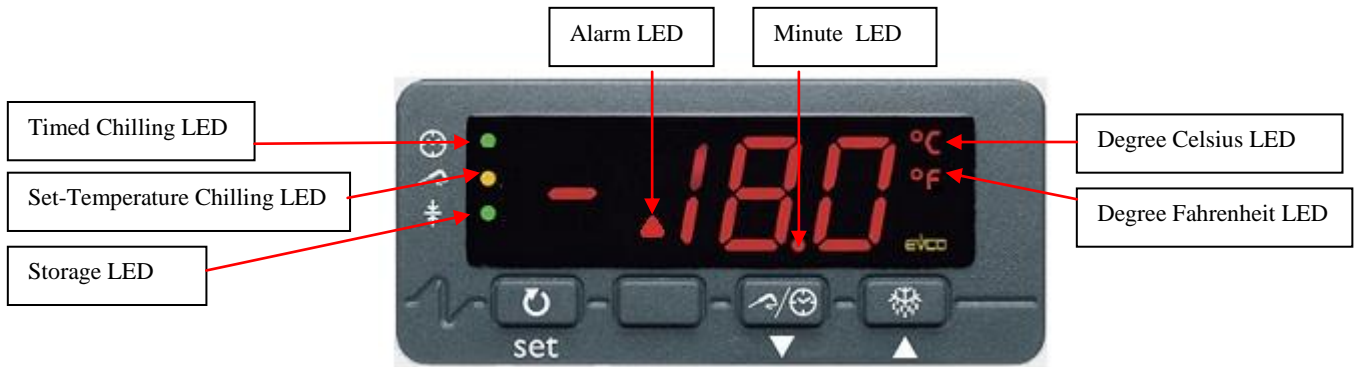 Alarm LED
Minute  LED
Timed Chilling LED
Set-Temperature Chilling LED
Storage LED
Degree Celsius LED
Degree Fahrenheit LED
- 18.0
°C
°F
EVCO
set